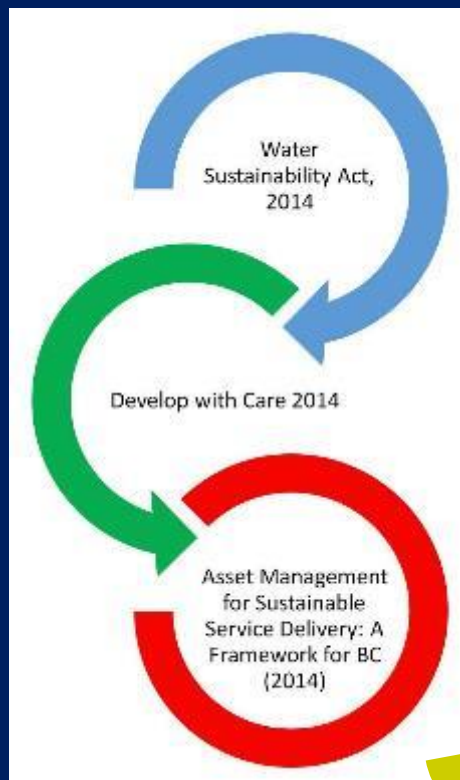 Water
Sustainability Act,
2014
Develop with Care 2014
Asset Management
for Sustainable
Service Delivery: A
Framework for BC
(2014)